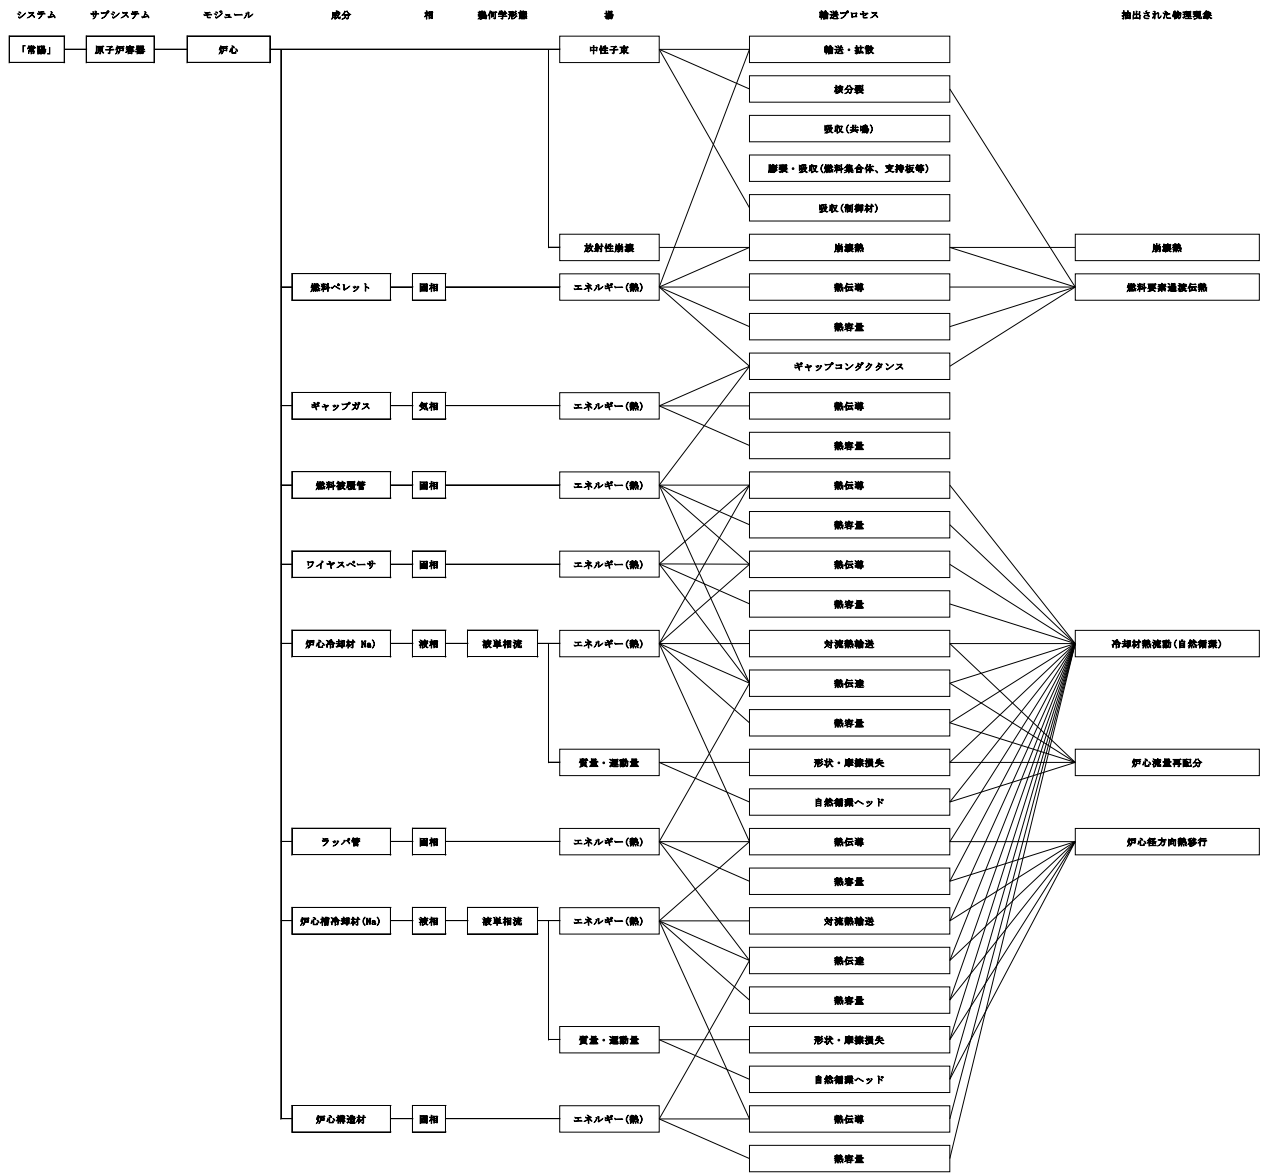 システム サブシステム モジュール 成分 相 幾何学形態 場 輸送プロセス 抽出された物理現象
「常陽」 原子炉容器 炉心 中性子束 輸送・拡散
核分裂
吸収(共鳴)
膨張・吸収(燃料集合体、支持板等)
吸収(制御材)
放射性崩壊 崩壊熱 崩壊熱
燃料ペレット 固相 エネルギー(熱) 熱伝導 燃料要素過渡伝熱
熱容量
ギャップコンダクタンス
ギャップガス 気相 エネルギー(熱) 熱伝導
熱容量
燃料被覆管 固相 エネルギー(熱) 熱伝導
熱容量
ワイヤスペーサ 固相 エネルギー(熱) 熱伝導
熱容量
炉心冷却材 Na) 液相 液単相流 エネルギー(熱) 対流熱輸送 冷却材熱流動(自然循環)
熱伝達
熱容量
質量・運動量 形状・摩擦損失 炉心流量再配分
自然循環ヘッド
ラッパ管 固相 エネルギー(熱) 熱伝導 炉心径方向熱移行
熱容量
炉心槽冷却材(Na) 液相 液単相流 エネルギー(熱) 対流熱輸送
熱伝達
熱容量
質量・運動量 形状・摩擦損失
自然循環ヘッド
炉心構造材 固相 エネルギー(熱) 熱伝導
熱容量